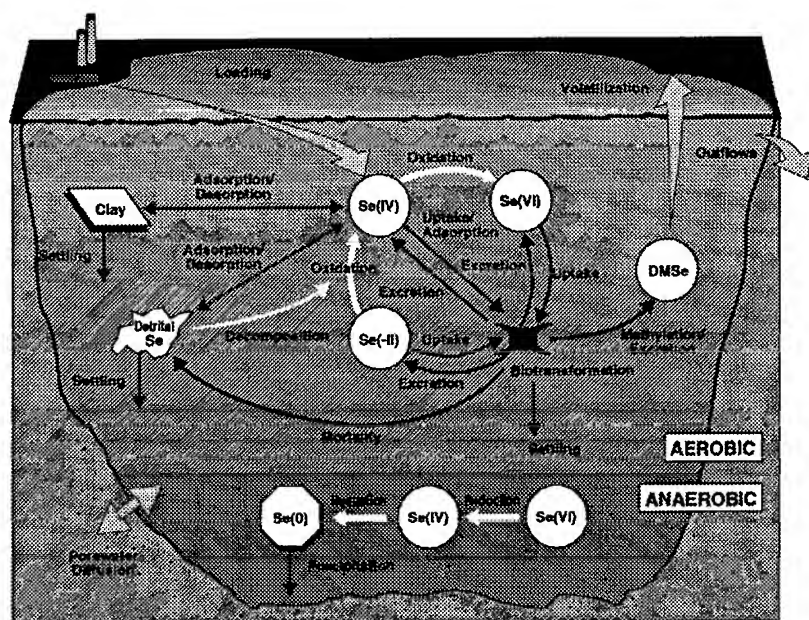 Loading
Volatilization
Outflows
Oxidation
Adsorption/
Desorption
Clay
Se(IV)
Se(VI)
Uptake/
Adsorption
Settling
Adsorption/
Desorption
Oxidation
Excretion
Uptake
DMSe
Excretion
Detrital
Se
Decomposition
Se(-II)
Uptake
Methylation/
Excretion
Settling
Excretion
Biotransformation
Mortality
Settling
AEROBIC
ANAEROBIC
Reduction
Reduction
Se(0)
Se(IV)
Se(VI)
Porewater
Diffusion
Precipitation